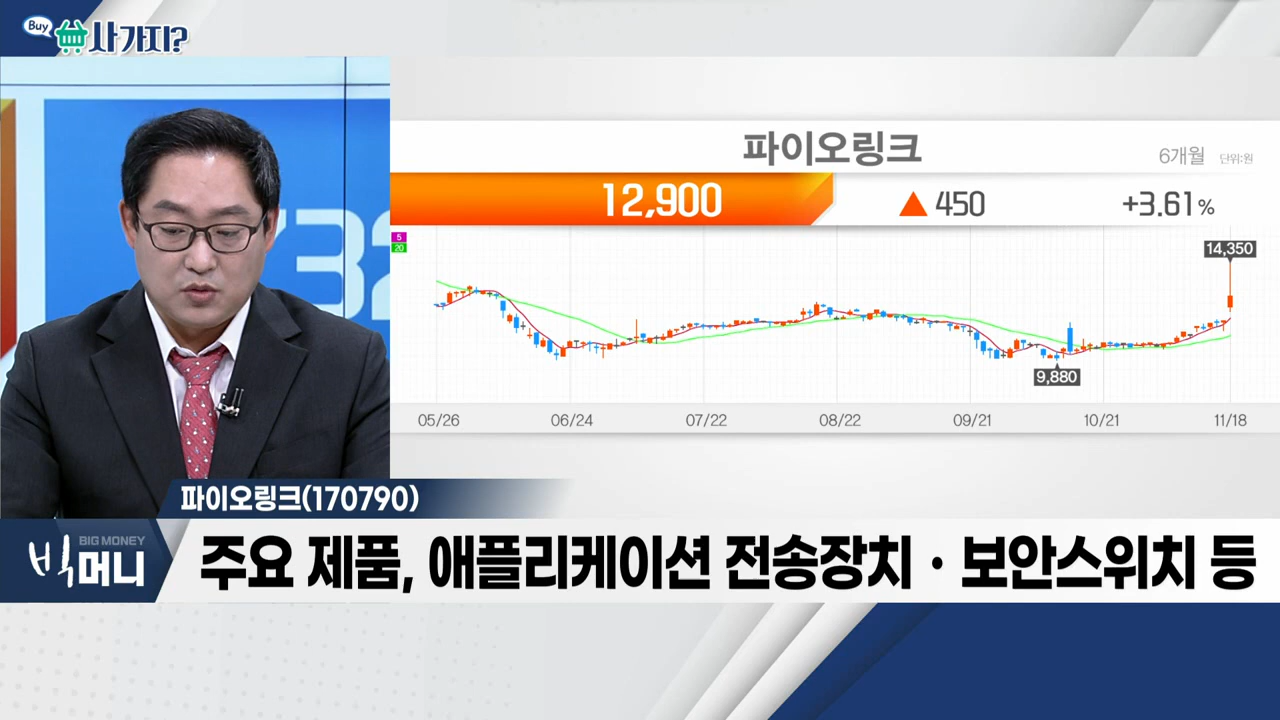 Buy
사가지?
732
파이오링크
6개월 단위:원
12,900 ▲ 450 +3.61%
5
20
14,350
9,880
05/26 06/24 07/22 08/22 09/21 10/21 11/18
파이오링크(170790)
BIG MONEY
빅머니
주요 제품, 애플리케이션 전송장치 · 보안스위치 등